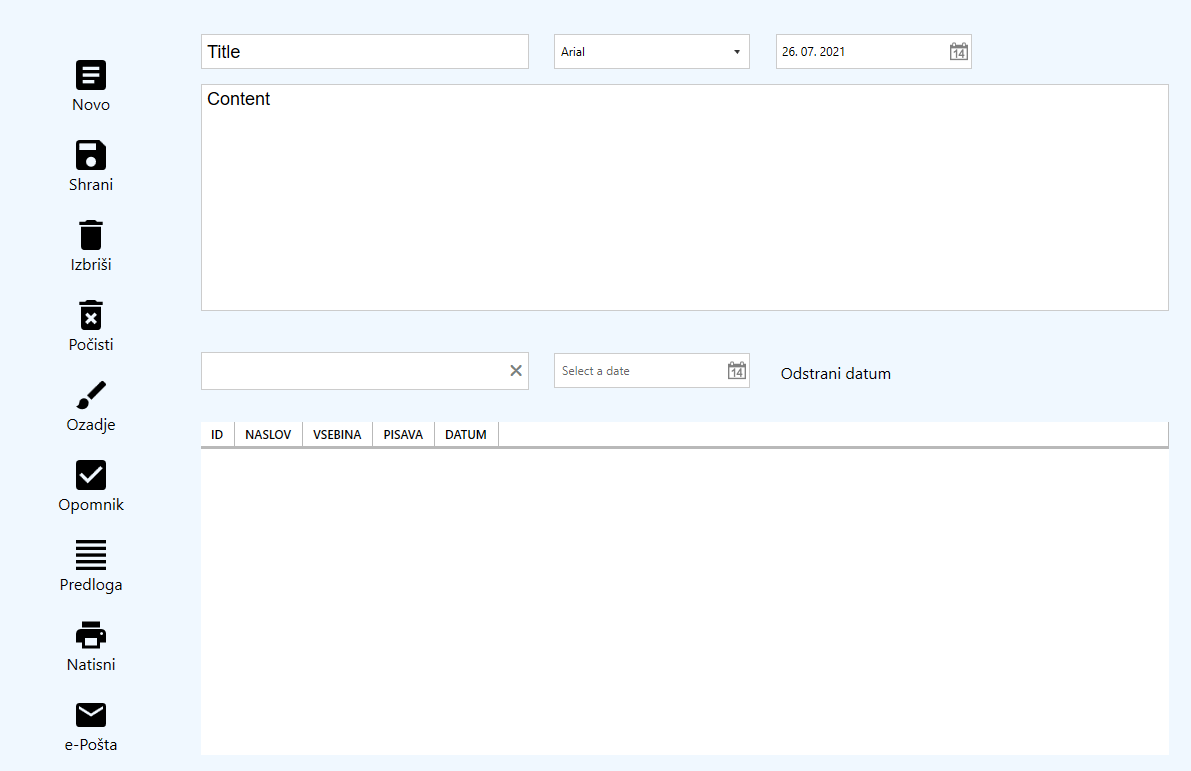 Novo
Shrani
Izbriši
Počisti
Ozadje
Opomnik
Predloga
Natisni
e-Pošta
Title
Arial
26. 07. 2021
14
Content
Select a date
14
Odstrani datum
ID NASLOV VSEBINA PISAVA DATUM